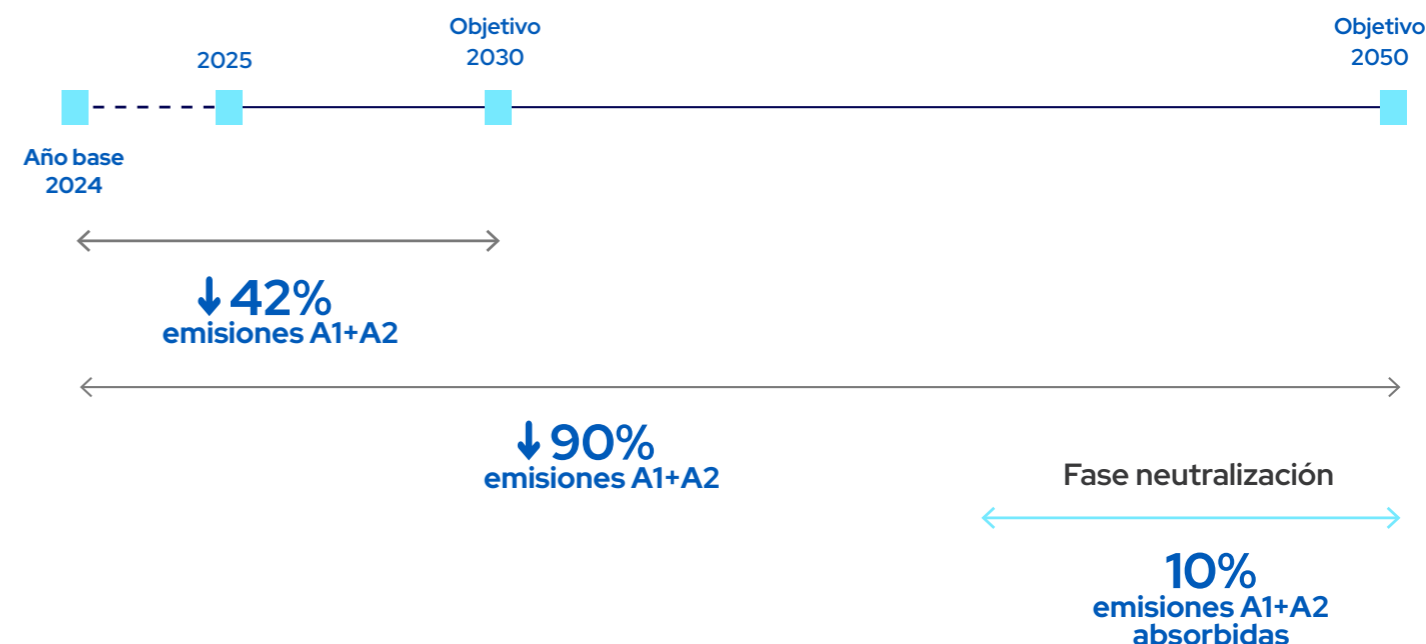 Objetivo
2030
Objetivo
2050
2025
Año base
2024
↓42%
emisiones A1+A2
↓90%
emisiones A1+A2
Fase neutralización
10%
emisiones A1+A2
absorbidas